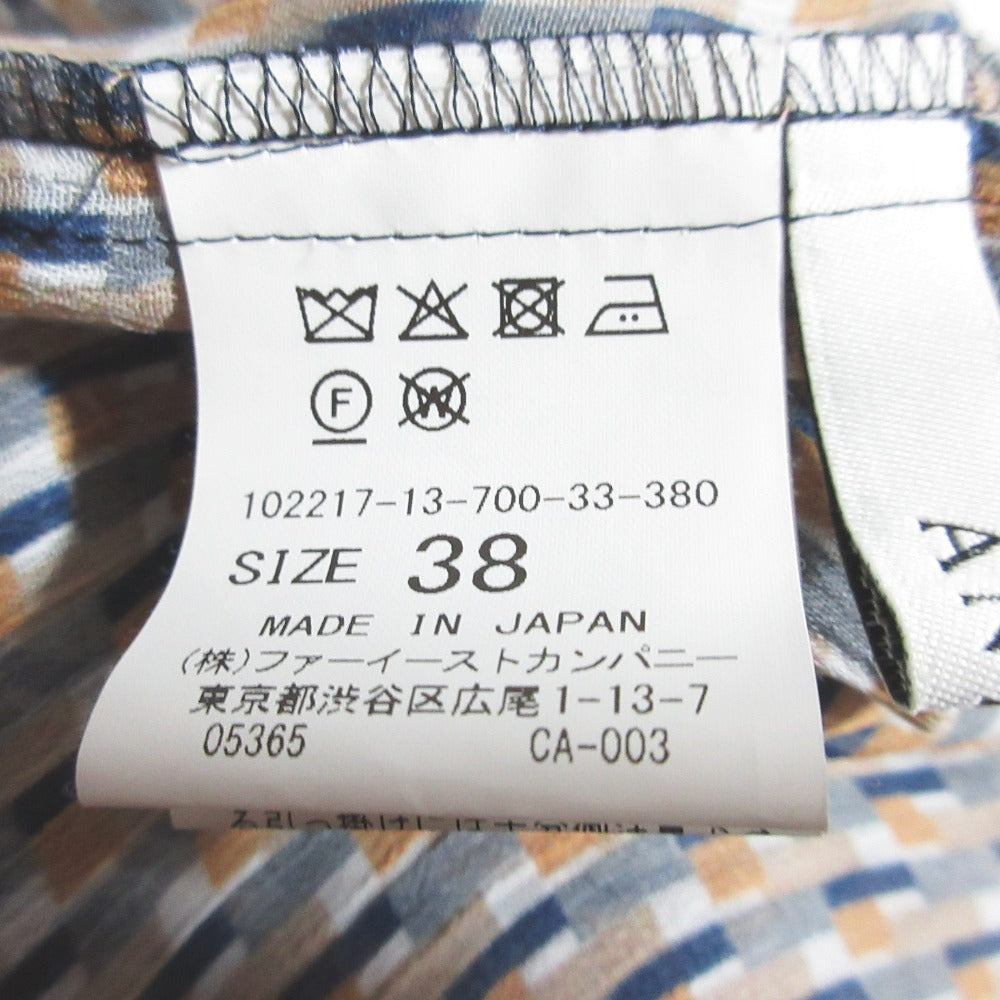 F
W
102217-13-700-33-380
SIZE 38
MADE IN JAPAN
(株)ファーイーストカンパニー
東京都渋谷区広尾1-13-7
05365 CA-003